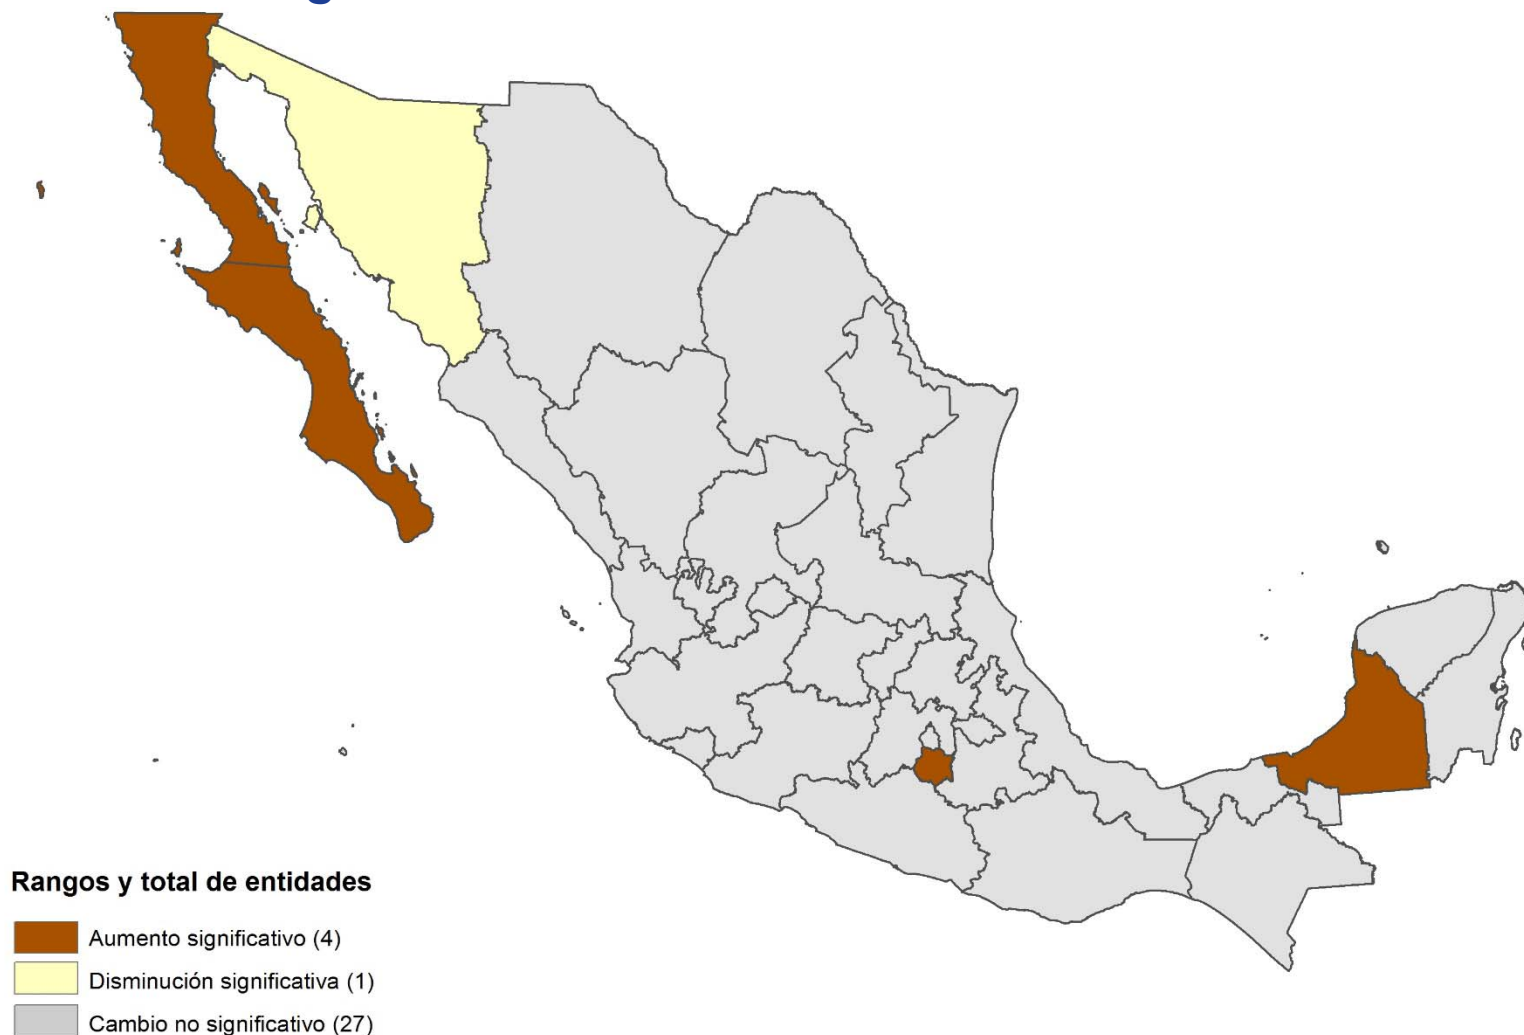 Rangos y total de entidades
Aumento significativo (4)
Disminución significativa (1)
Cambio no significativo (27)